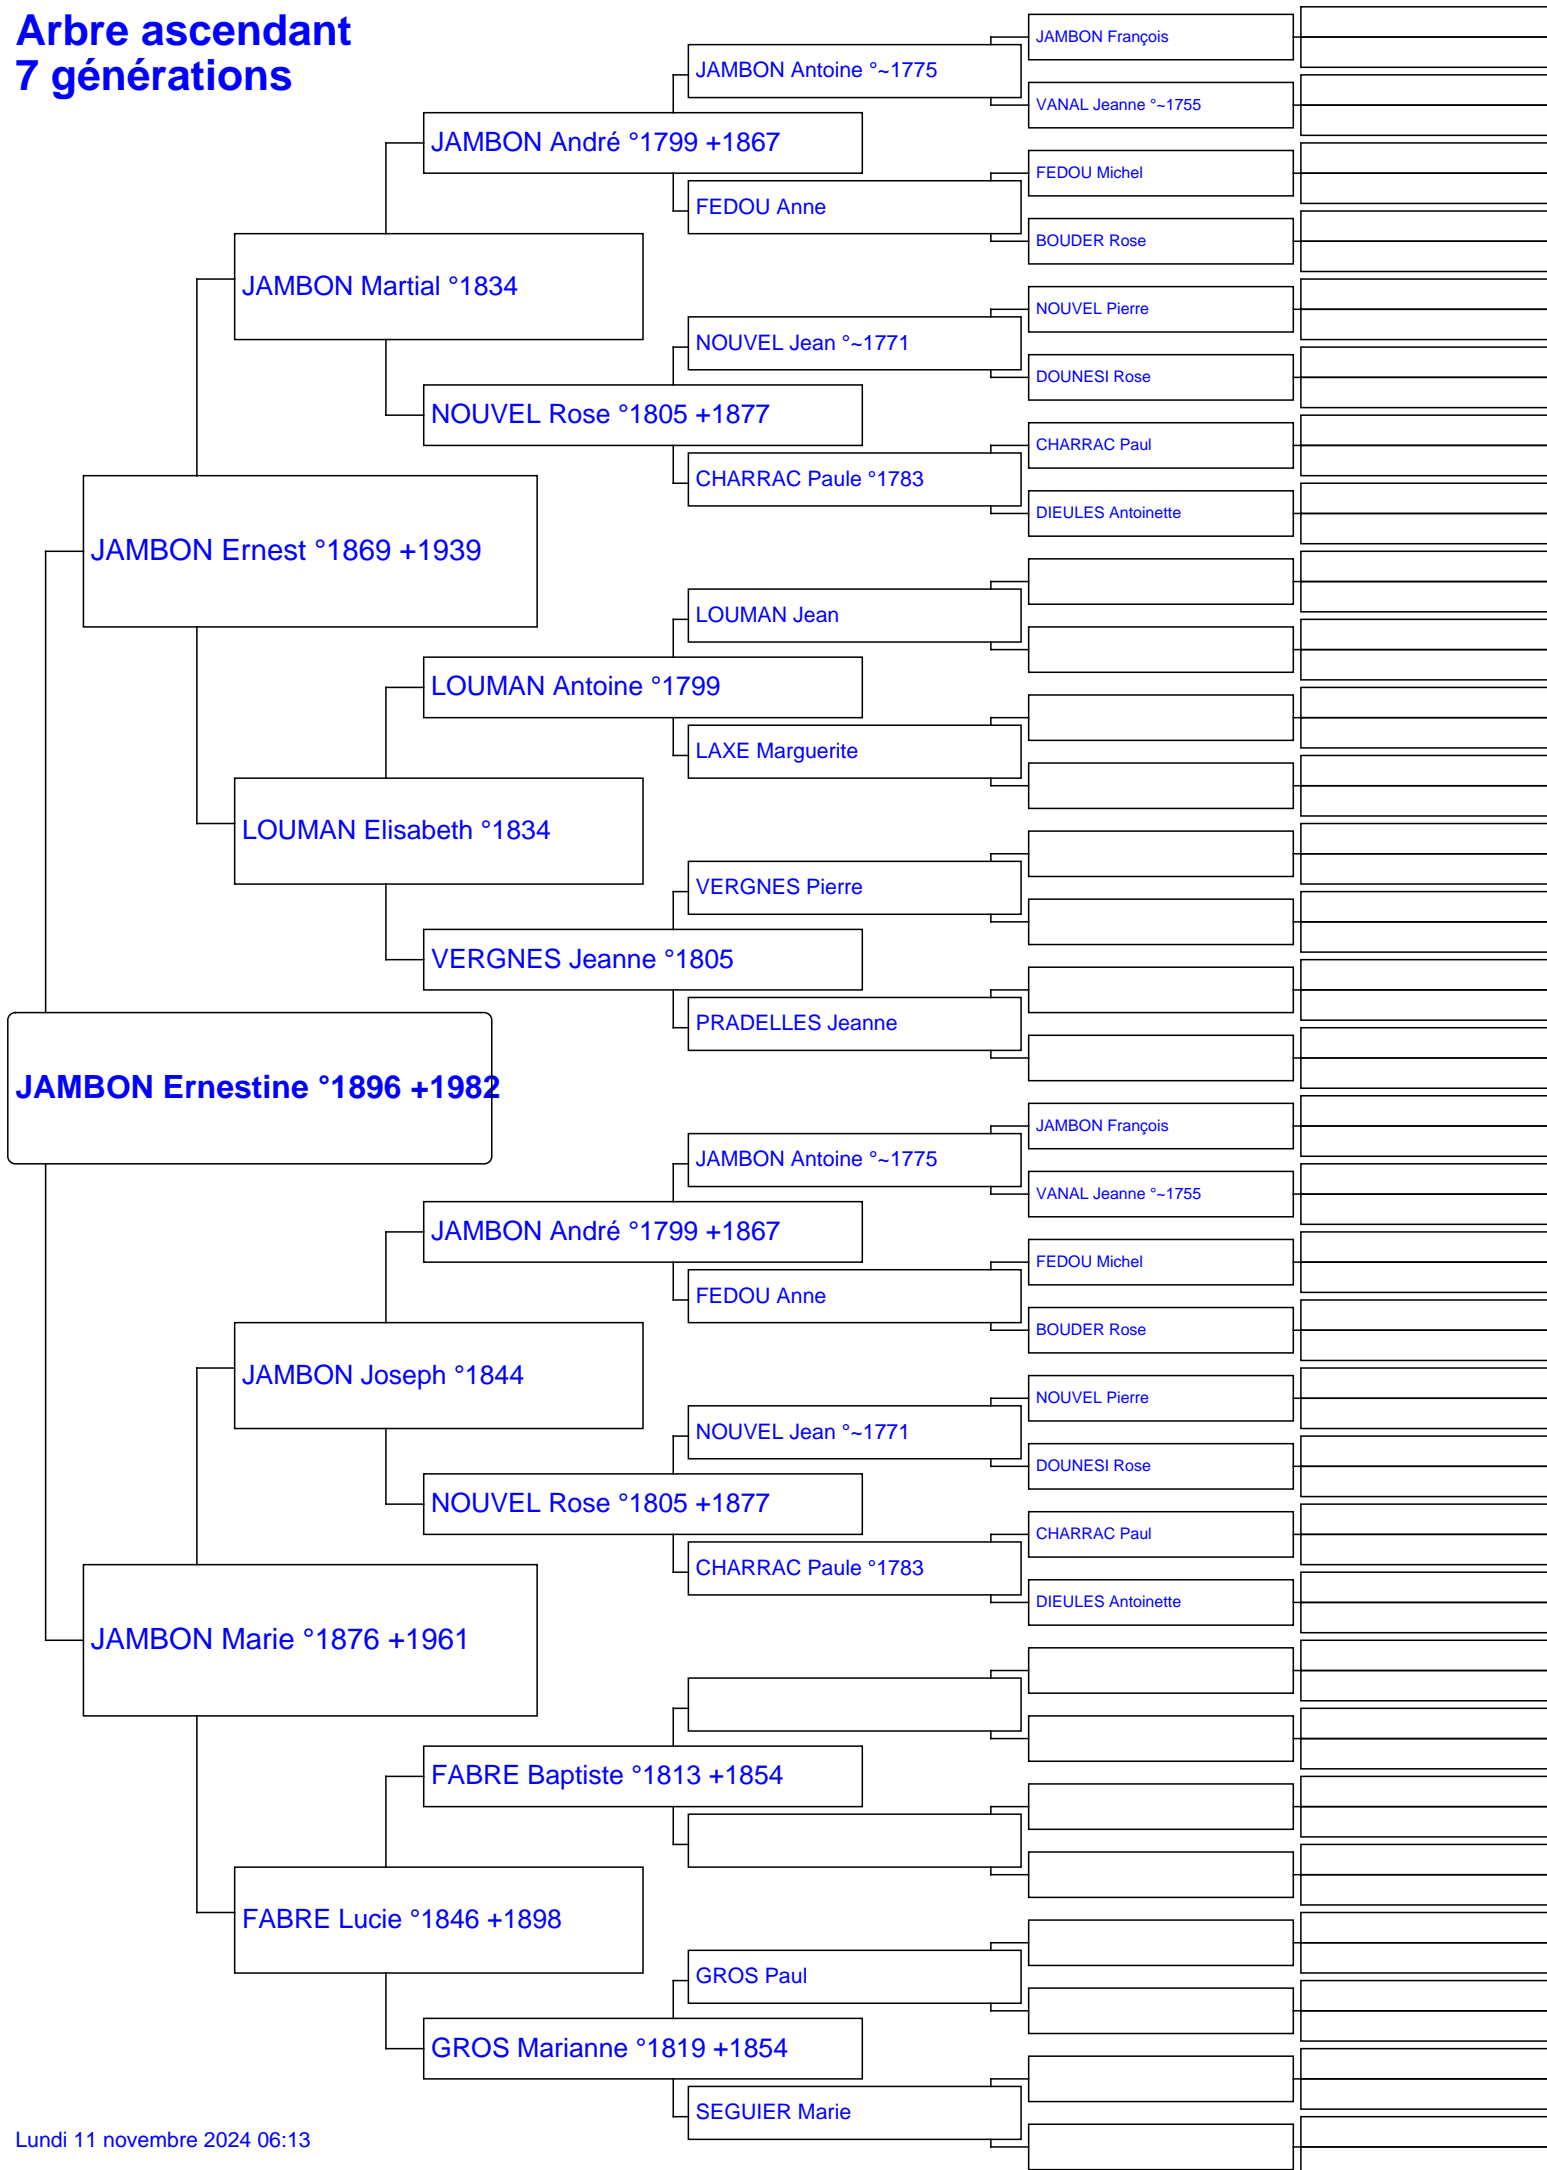 Arbre ascendant
7 générations
JAMBON François
JAMBON Antoine °~1775
VANAL Jeanne °~1755
JAMBON André °1799 +1867
FEDOU Michel
FEDOU Anne
BOUDER Rose
JAMBON Martial °1834
NOUVEL Pierre
NOUVEL Jean °~1771
DOUNESI Rose
NOUVEL Rose °1805 +1877
CHARRAC Paul
CHARRAC Paule °1783
DIEULES Antoinette
JAMBON Ernest °1869 +1939
LOUMAN Jean
LOUMAN Antoine °1799
LAXE Marguerite
LOUMAN Elisabeth °1834
VERGNES Pierre
VERGNES Jeanne °1805
PRADELLES Jeanne
JAMBON Ernestine °1896 +1982
JAMBON François
JAMBON Antoine °~1775
VANAL Jeanne °~1755
JAMBON André °1799 +1867
FEDOU Michel
FEDOU Anne
BOUDER Rose
JAMBON Joseph °1844
NOUVEL Pierre
NOUVEL Jean °~1771
DOUNESI Rose
NOUVEL Rose °1805 +1877
CHARRAC Paul
CHARRAC Paule °1783
DIEULES Antoinette
JAMBON Marie °1876 +1961
FABRE Baptiste °1813 +1854
FABRE Lucie °1846 +1898
GROS Paul
GROS Marianne °1819 +1854
SEGUIER Marie
Lundi 11 novembre 2024 06:13